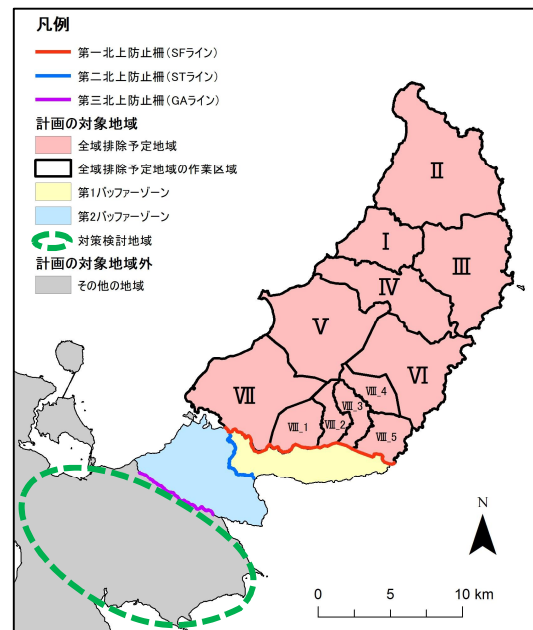 凡例
第一北上防止柵(SFライン)
第二北上防止柵(STライン)
第三北上防止柵(GAライン)
計画の対象地域
全域排除予定地域
全域排除予定地域の作業区域
第1バッファーゾーン
第2バッファーゾーン
対策検討地域
計画の対象地域外
その他の地域
Ⅱ
Ⅰ
Ⅲ
Ⅳ
Ⅴ
Ⅵ
Ⅶ
Ⅷ_4
Ⅷ_3
Ⅷ_1
Ⅷ_2
Ⅷ_5
N
0 5 10 km